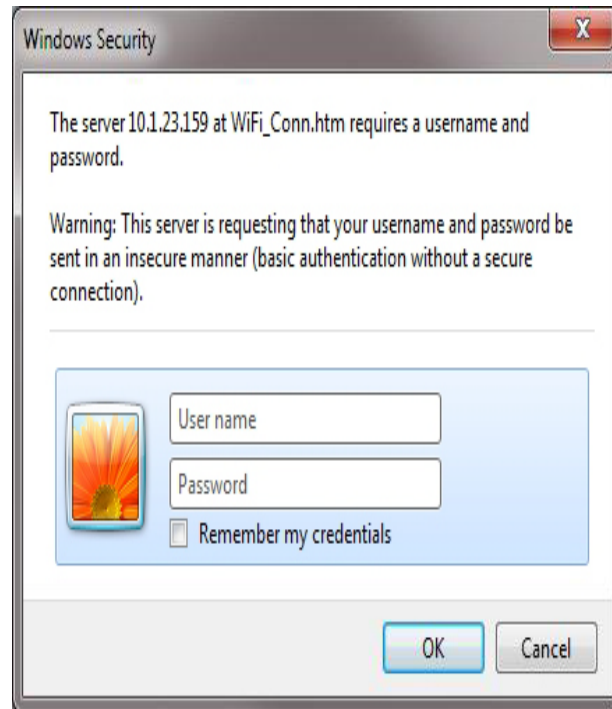 Windows Security
X
The server 10.1.23.159 at WiFi_Conn.htm requires a username and
password.
Warning: This server is requesting that your username and password be
sent in an insecure manner (basic authentication without a secure
connection).
User name
Password
Remember my credentials
OK
Cancel